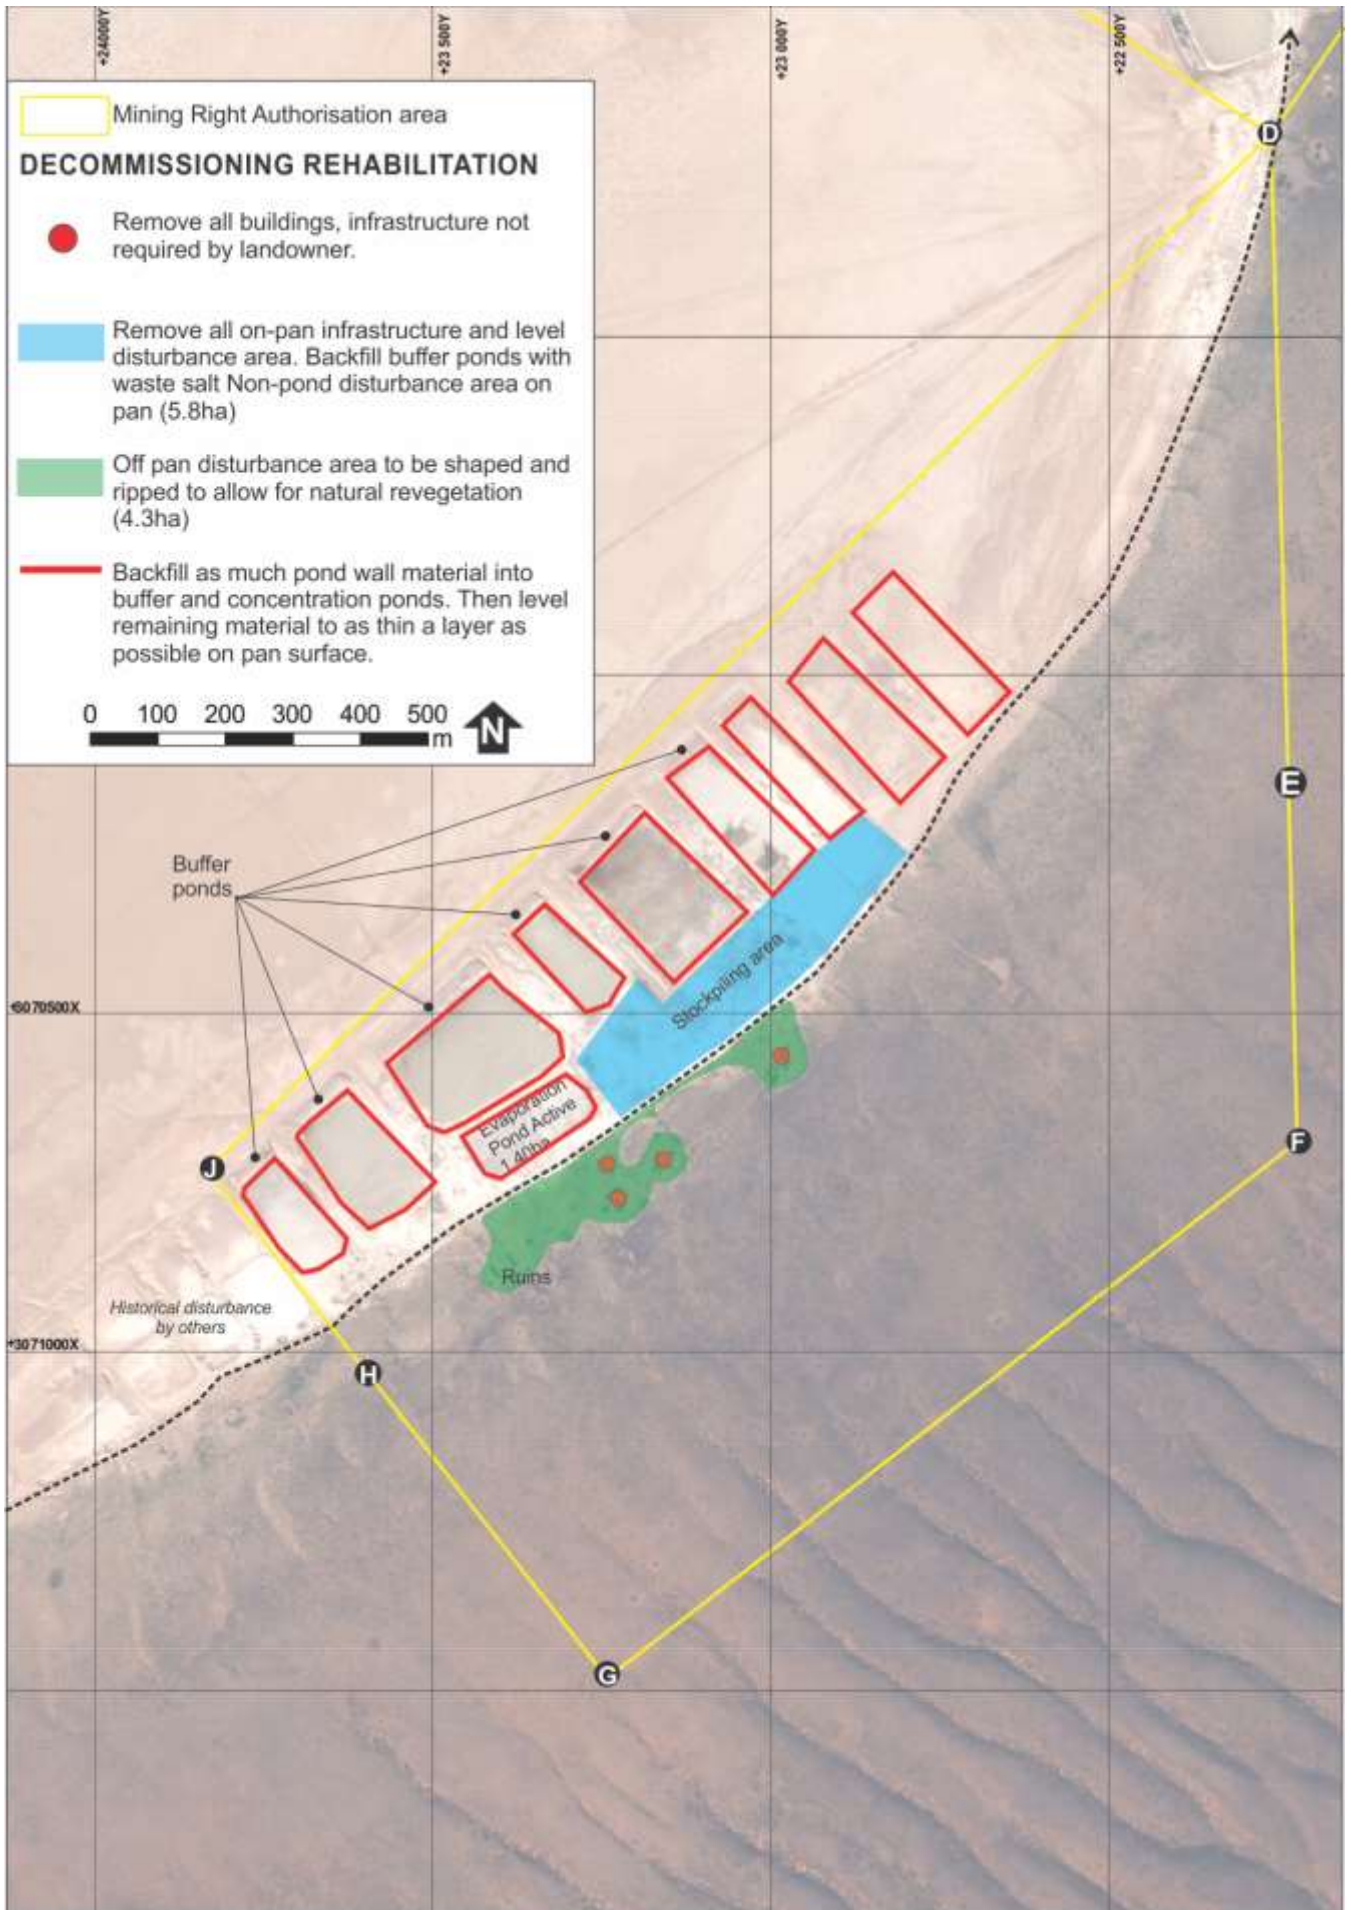 +24000Y
+23 500Y
+23 000Y
+22 500Y
Mining Right Authorisation area
DECOMMISSIONING REHABILITATION
Remove all buildings, infrastructure not
required by landowner.
Remove all on-pan infrastructure and level
disturbance area. Backfill buffer ponds with
waste salt Non-pond disturbance area on
pan (5.8ha)
Off pan disturbance area to be shaped and
ripped to allow for natural revegetation
(4.3ha)
Backfill as much pond wall material into
buffer and concentration ponds. Then level
remaining material to as thin a layer as
possible on pan surface.
0 100 200 300 400 500
m
N
D
E
Buffer
ponds
Stockpiling area
Evaporation
Pond Active
1.40ha
F
J
Ruins
Historical disturbance
by others
+3071000X
H
G